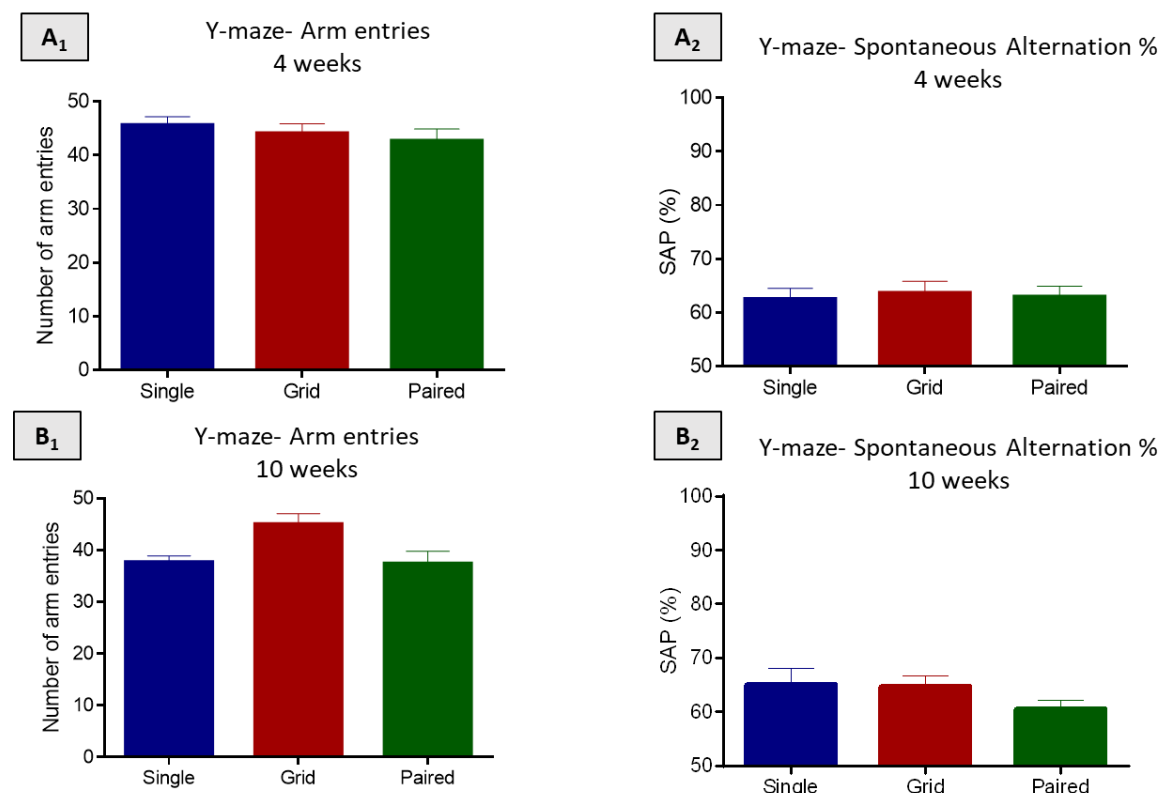 A₁
Y-maze- Arm entries
4 weeks
Number of arm entries
50
40
30
20
10
0
Single Grid Paired
A₂
Y-maze- Spontaneous Alternation %
4 weeks
SAP (%)
100
90
80
70
60
50
Single Grid Paired
B₁
Y-maze- Arm entries
10 weeks
Number of arm entries
50
40
30
20
10
0
Single Grid Paired
B₂
Y-maze- Spontaneous Alternation %
10 weeks
SAP (%)
100
90
80
70
60
50
Single Grid Paired